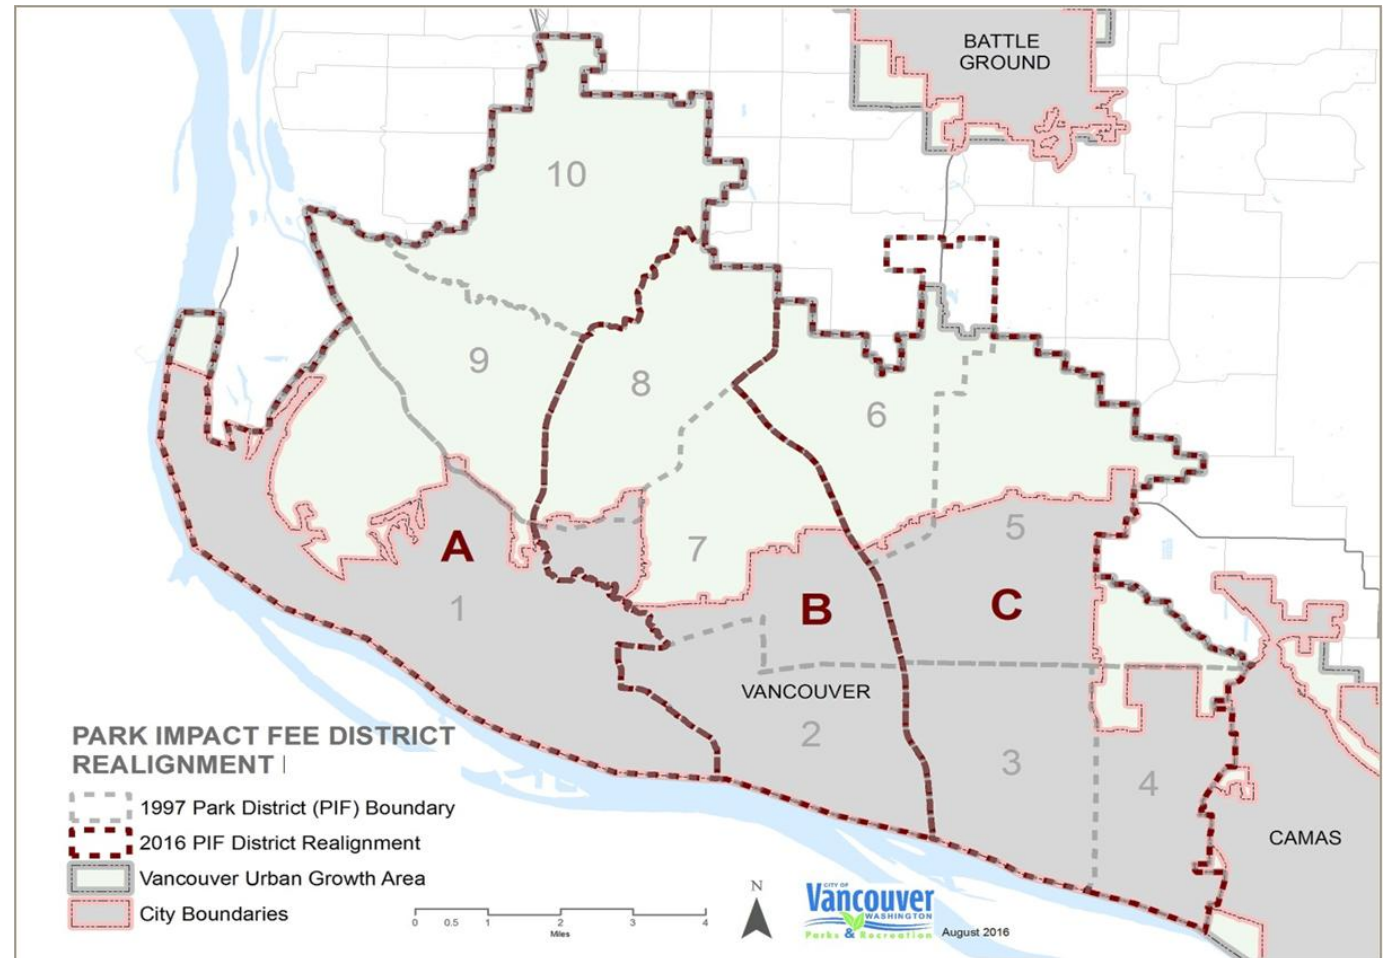 BATTLE
GROUND
10
9
8
6
5
7
A
B
C
1
VANCOUVER
2
3
4
CAMAS
PARK IMPACT FEE DISTRICT
REALIGNMENT |
1997 Park District (PIF) Boundary
2016 PIF District Realignment
Vancouver Urban Growth Area
City Boundaries
0 0.5 1 2 3 4
Miles
N
CITY OF
Vancouver
WASHINGTON
Parks & Recreation
August 2016